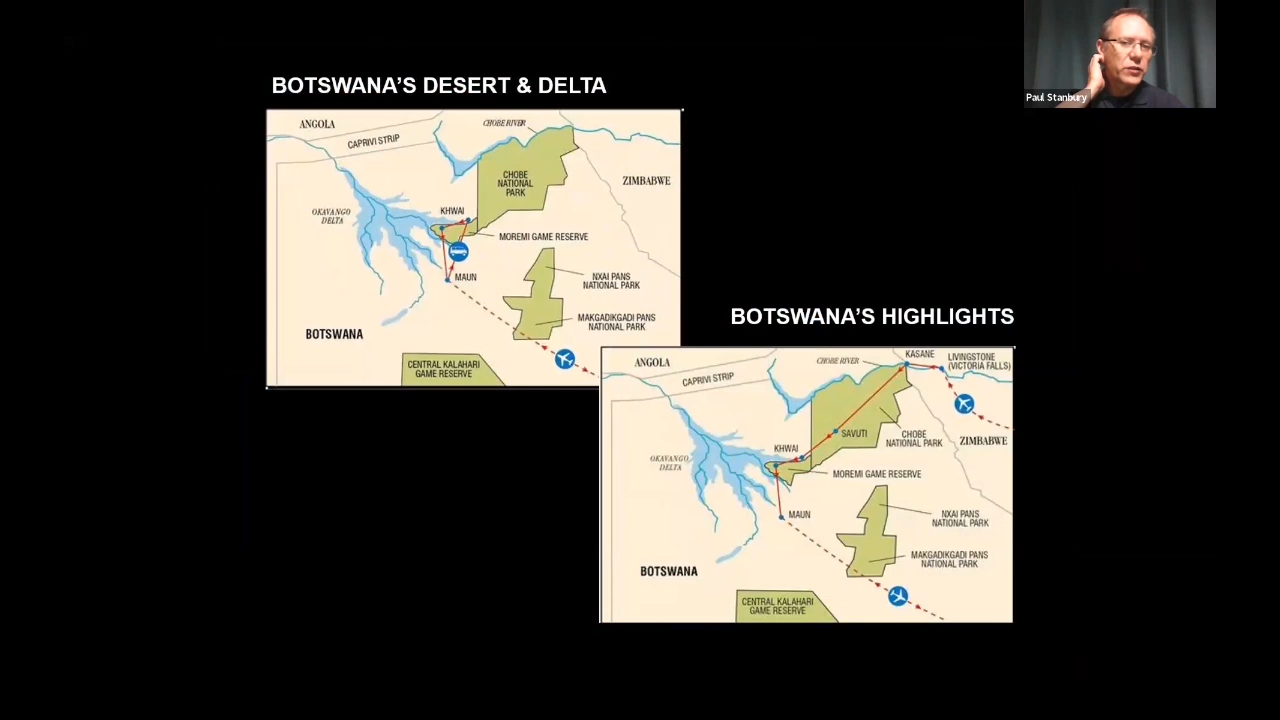 Paul Stanbury
BOTSWANA'S DESERT & DELTA
ANGOLA
CAPRIVI STRIP
CHOBE RIVER
CHOBE
NATIONAL
PARK
ZIMBABWE
OKAVANGO
DELTA
KHWAI
MOREMI GAME RESERVE
MAUN
NXAI PANS
NATIONAL PARK
MAKGADIKGADI PANS
NATIONAL PARK
BOTSWANA
CENTRAL KALAHARI
GAME RESERVE
BOTSWANA'S HIGHLIGHTS
ANGOLA
CAPRIVI STRIP
CHOBE RIVER
KASANE
LIVINGSTONE
(VICTORIA FALLS)
ZIMBABWE
SAVUTI
CHOBE
NATIONAL PARK
OKAVANGO
DELTA
KHWAI
MOREMI GAME RESERVE
MAUN
NXAI PANS
NATIONAL PARK
MAKGADIKGADI PANS
NATIONAL PARK
BOTSWANA
CENTRAL KALAHARI
GAME RESERVE